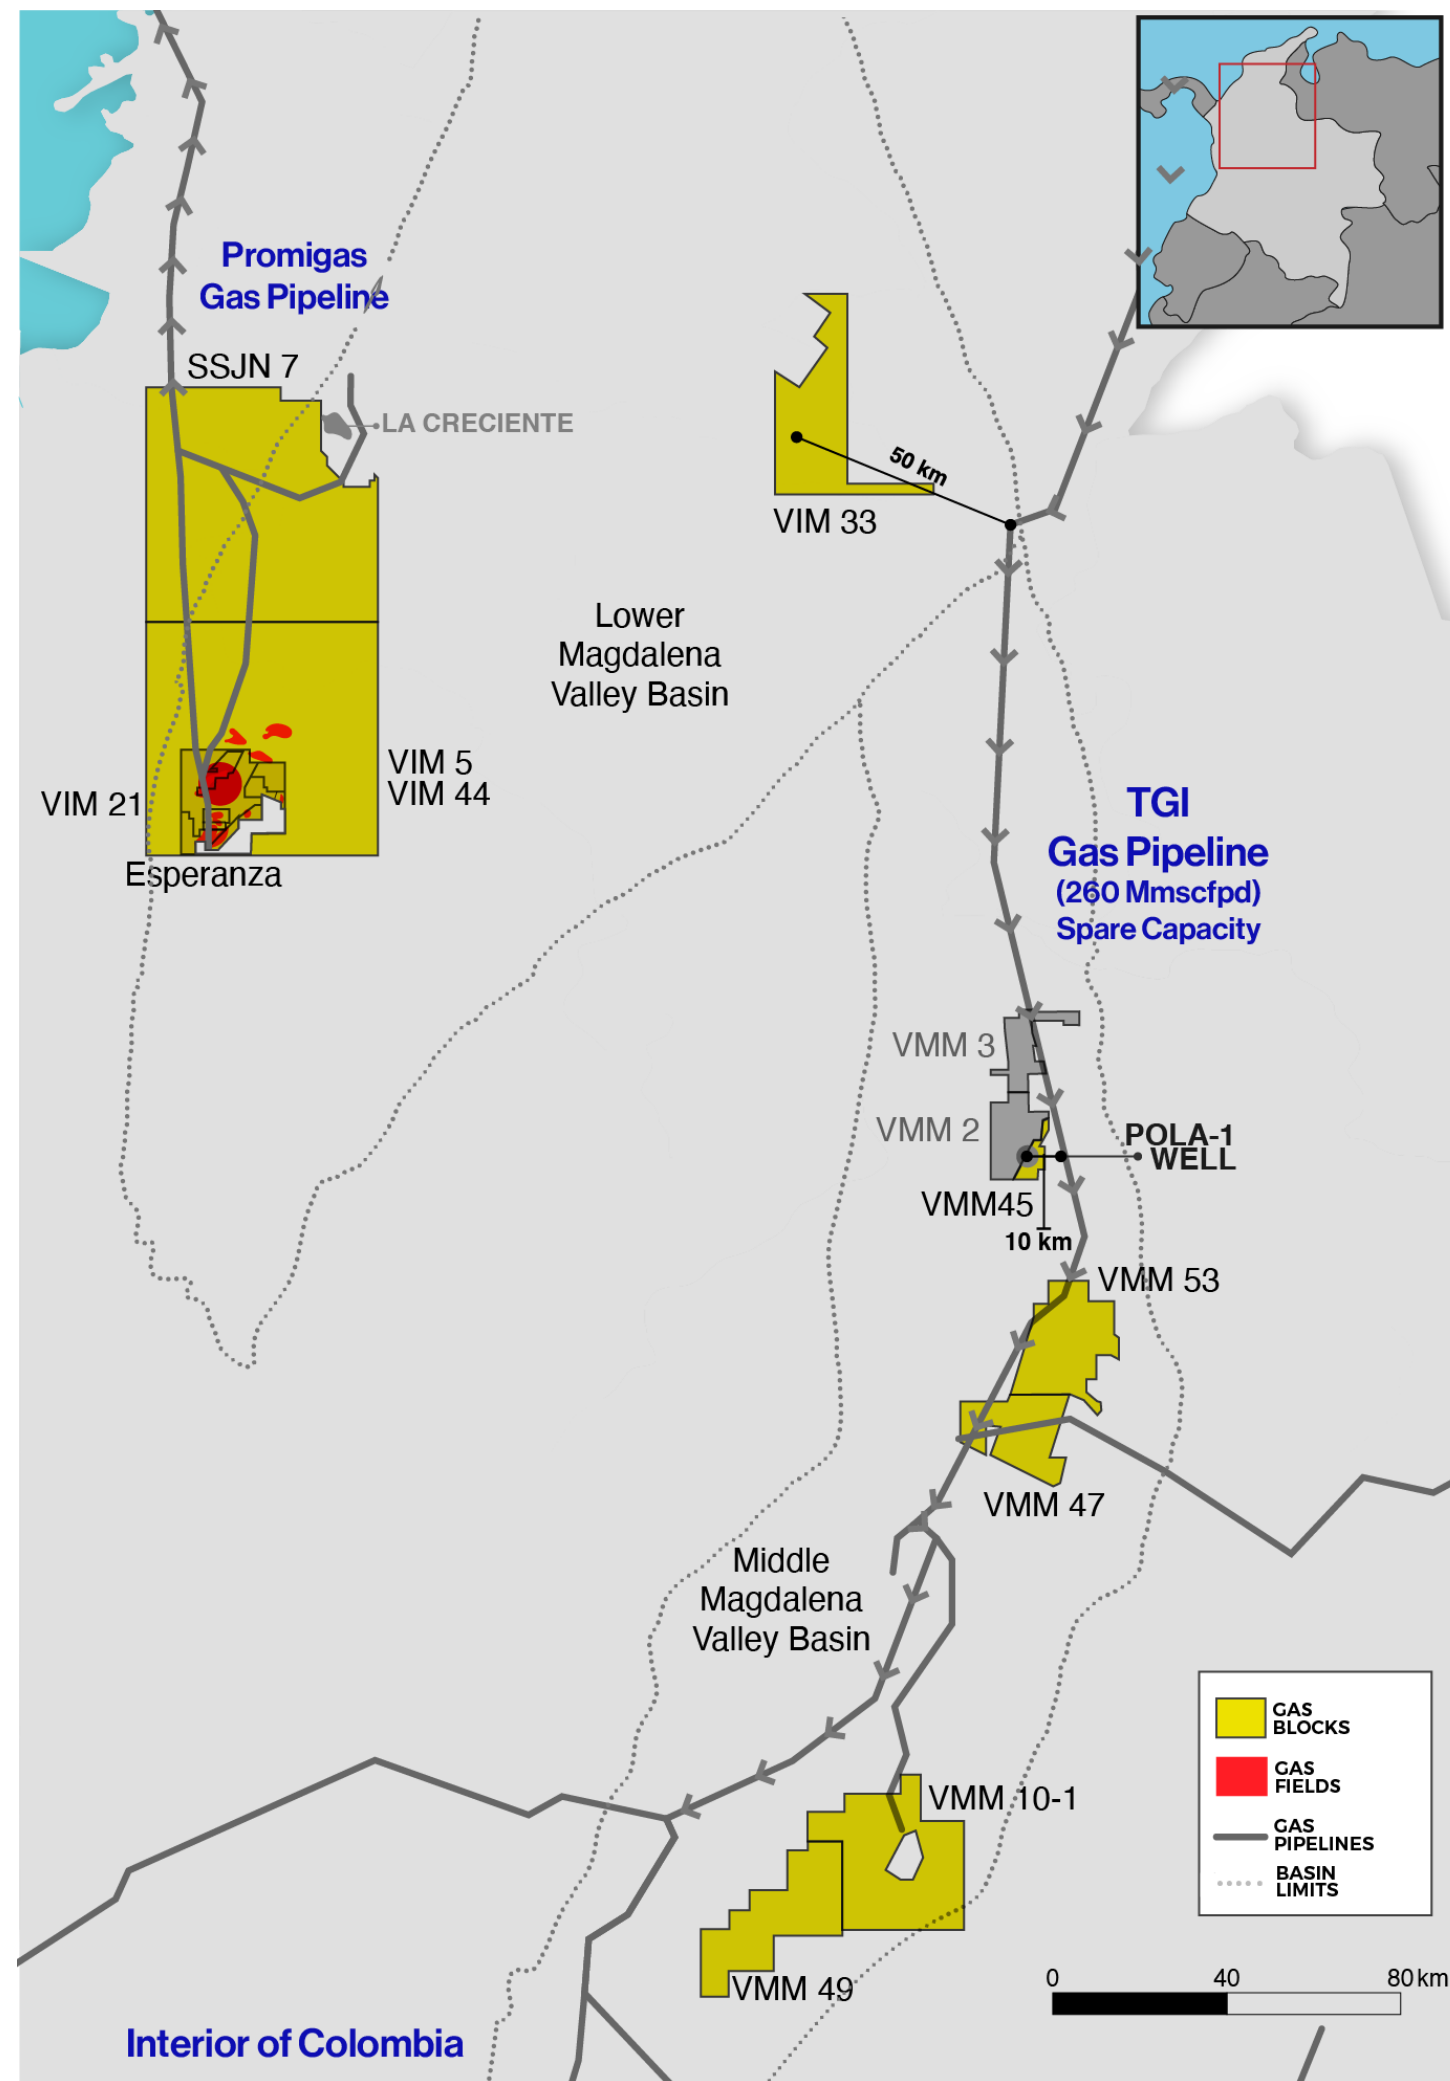 Promigas
Gas Pipeline
SSJN 7
LA CRECIENTE
50 km
VIM 33
Lower
Magdalena
Valley Basin
VIM 5
VIM 44
VIM 21
Esperanza
TGI
Gas Pipeline
(260 Mmscfpd)
Spare Capacity
VMM 3
VMM 2
POLA-1
WELL
VMM45
10 km
VMM 53
VMM 47
Middle
Magdalena
Valley Basin
VMM 10-1
VMM 49
Interior of Colombia
GAS
BLOCKS
GAS
FIELDS
GAS
PIPELINES
BASIN
LIMITS
0 40 80 km